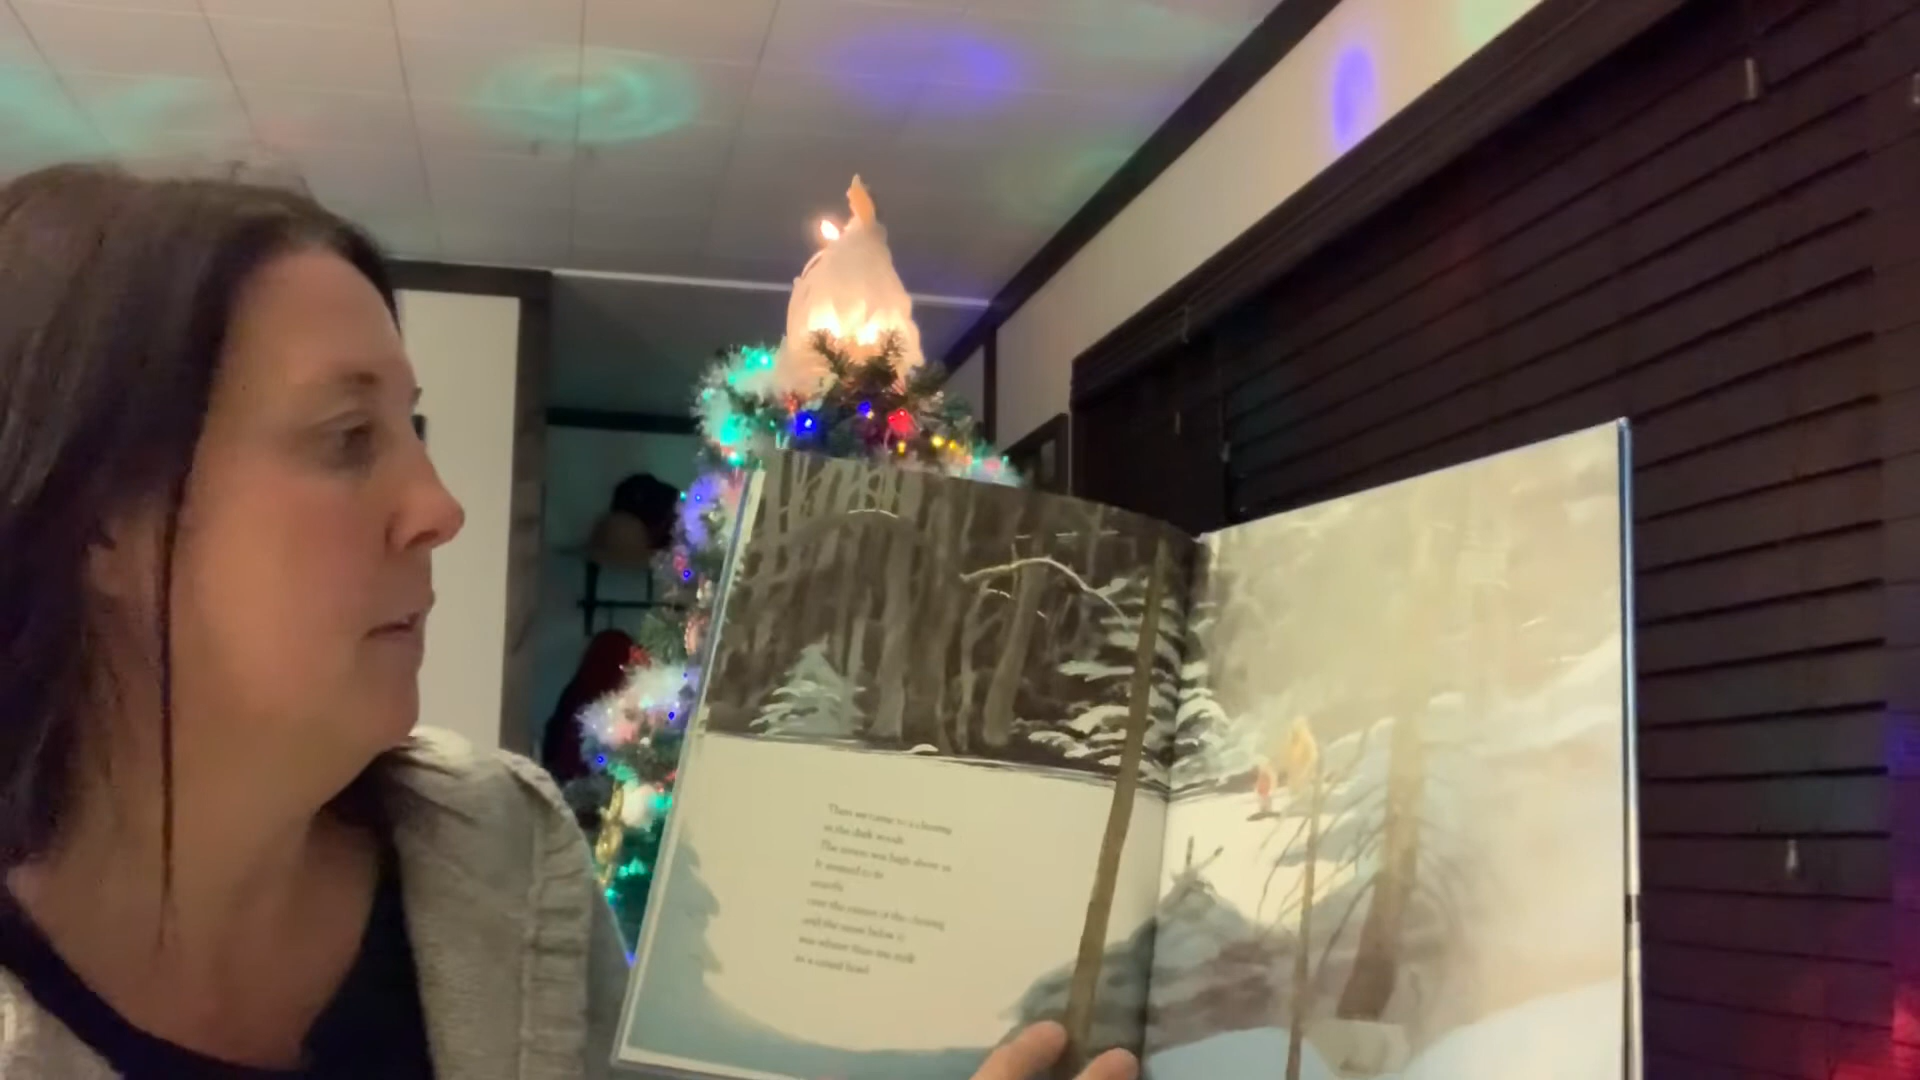 Then we came to a clearing
in the dark woods.
The moon was high above us.
It seemed to fit
exactly
over the center of the clearing
and the snow below it
was whiter than the milk
in a cereal bowl.